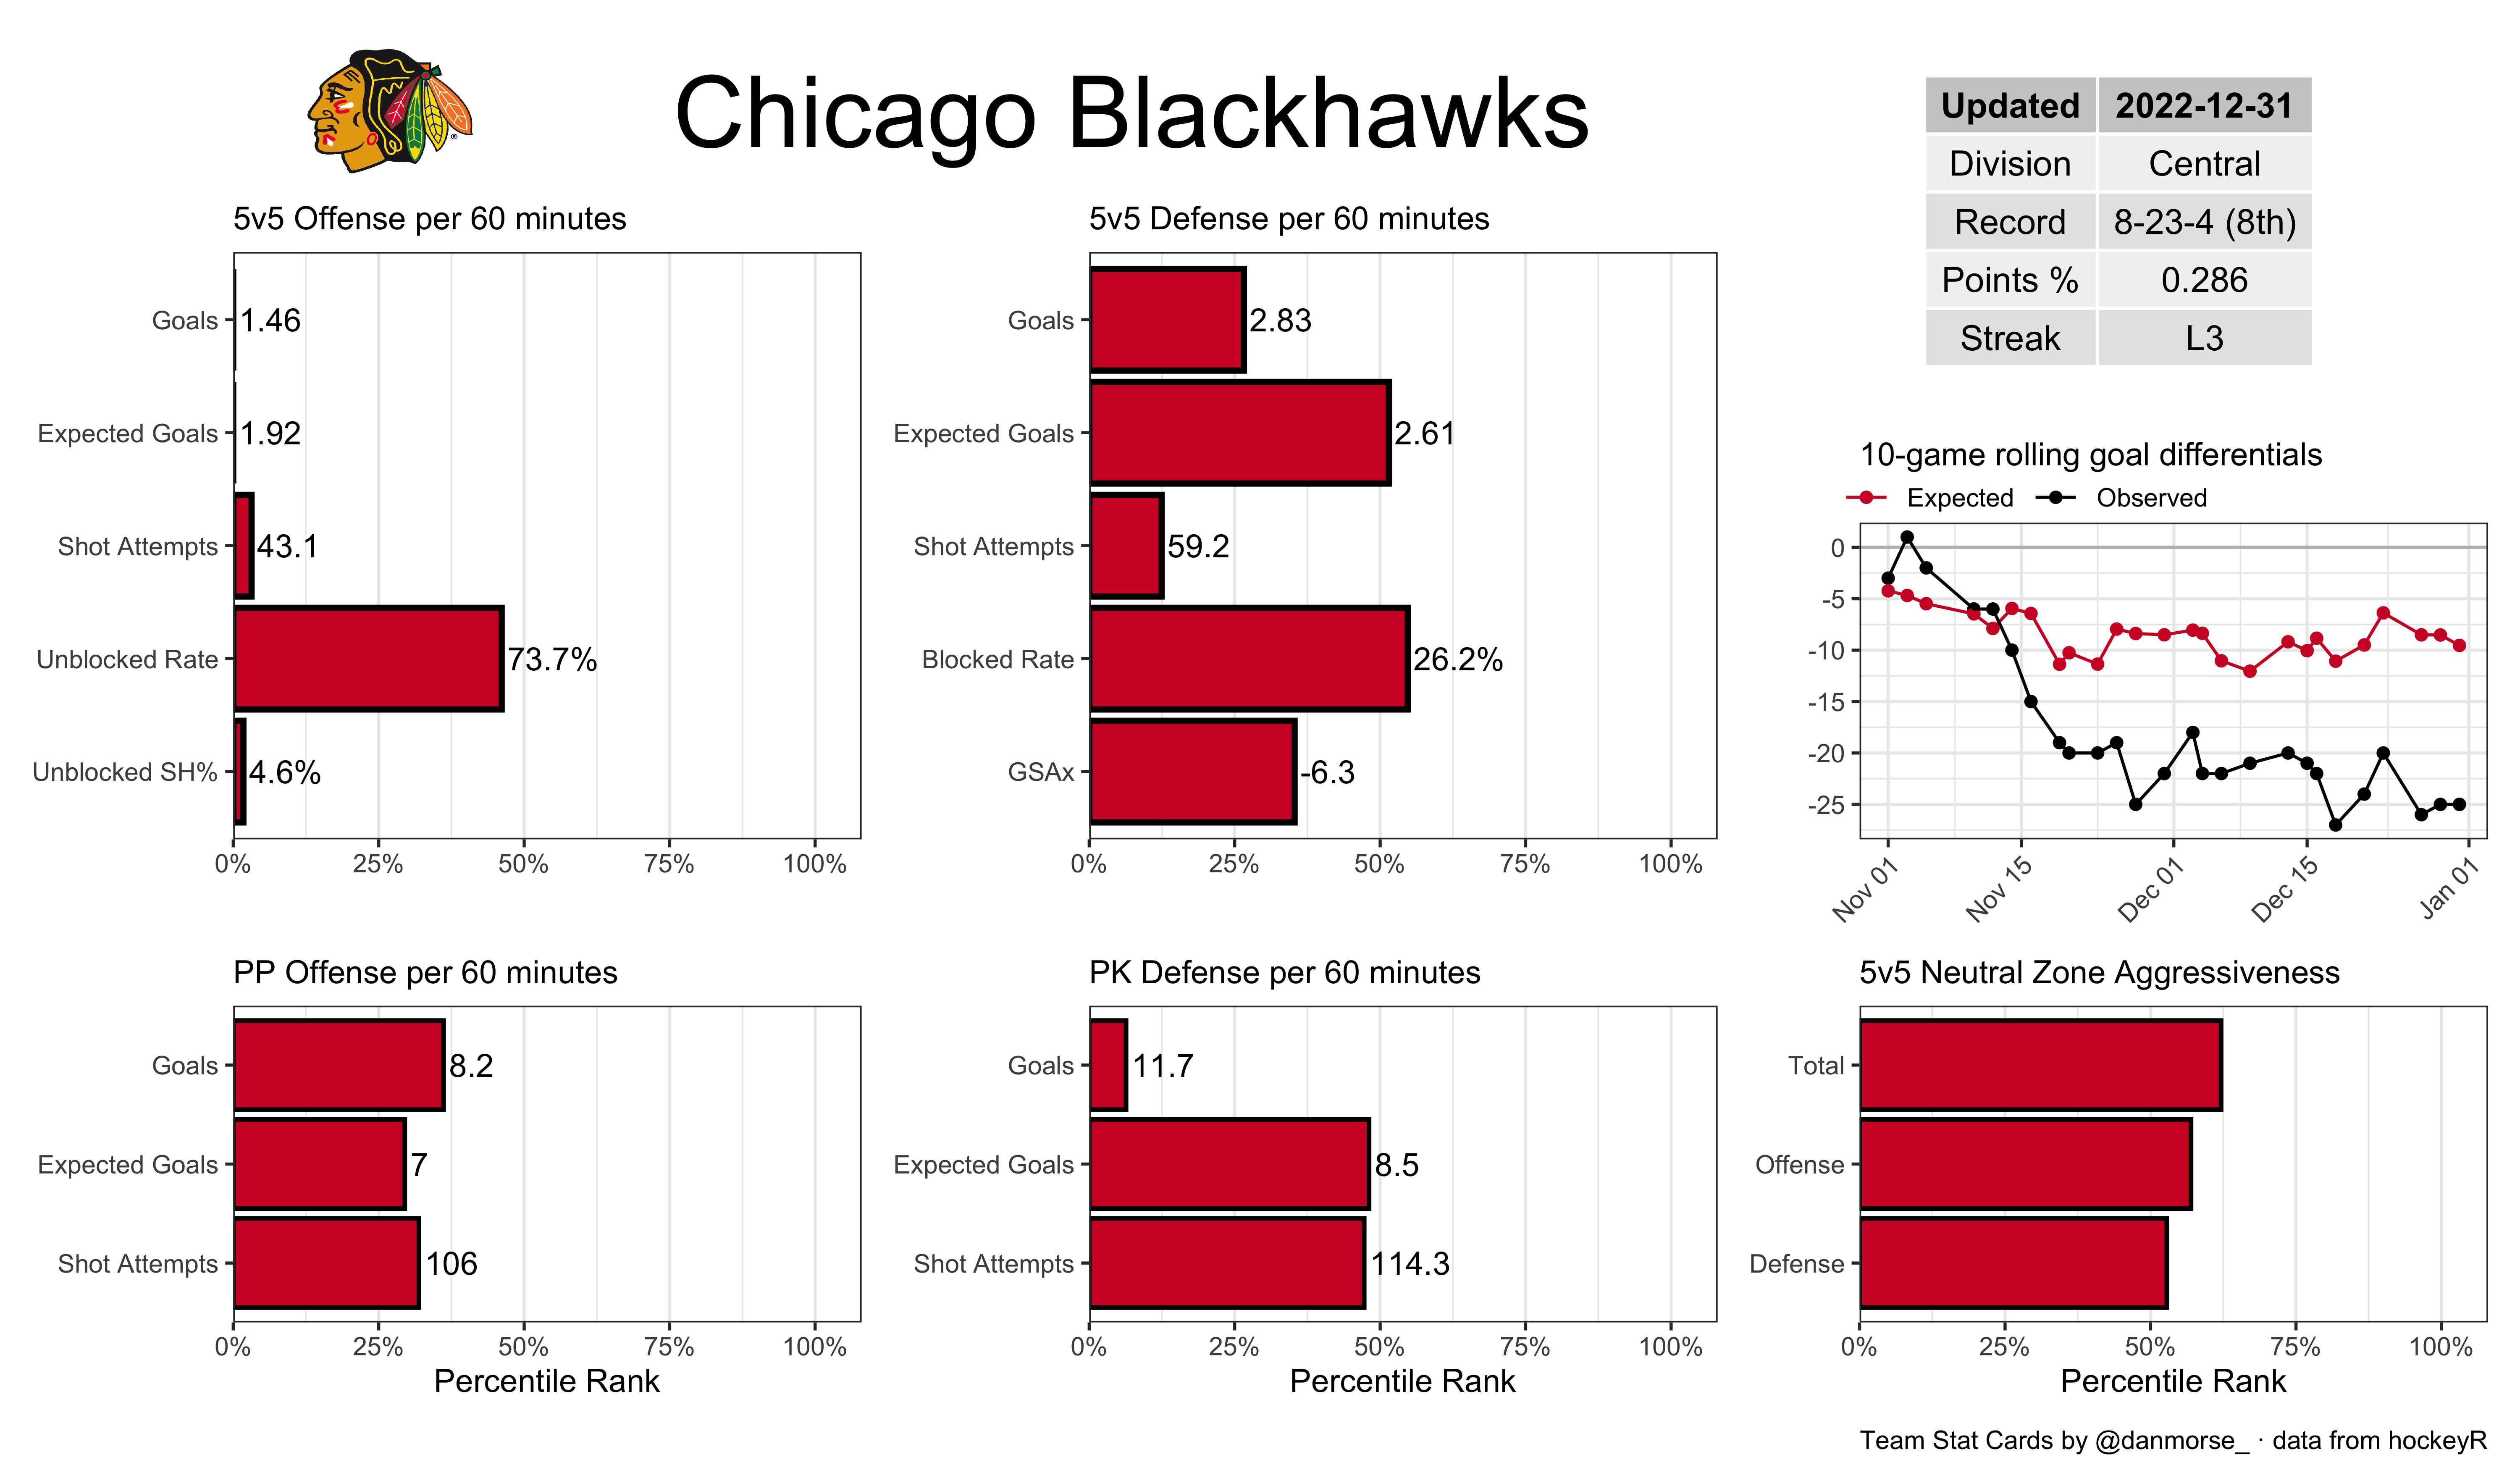 Chicago Blackhawks
Updated 2022-12-31
Division Central
Record 8-23-4 (8th)
Points % 0.286
Streak L3
5v5 Offense per 60 minutes
Goals 1.46
Expected Goals 1.92
Shot Attempts 43.1
Unblocked Rate 73.7%
Unblocked SH% 4.6%
0% 25% 50% 75% 100%
5v5 Defense per 60 minutes
Goals 2.83
Expected Goals 2.61
Shot Attempts 59.2
Blocked Rate 26.2%
GSAx -6.3
0% 25% 50% 75% 100%
10-game rolling goal differentials
Expected Observed
0
-5
-10
-15
-20
-25
Nov 01 Nov 15 Dec 01 Dec 15 Jan 01
PP Offense per 60 minutes
Goals 8.2
Expected Goals 7
Shot Attempts 106
0% 25% 50% 75% 100%
Percentile Rank
PK Defense per 60 minutes
Goals 11.7
Expected Goals 8.5
Shot Attempts 114.3
0% 25% 50% 75% 100%
Percentile Rank
5v5 Neutral Zone Aggressiveness
Total
Offense
Defense
0% 25% 50% 75% 100%
Percentile Rank
Team Stat Cards by @danmorse_ · data from hockeyR